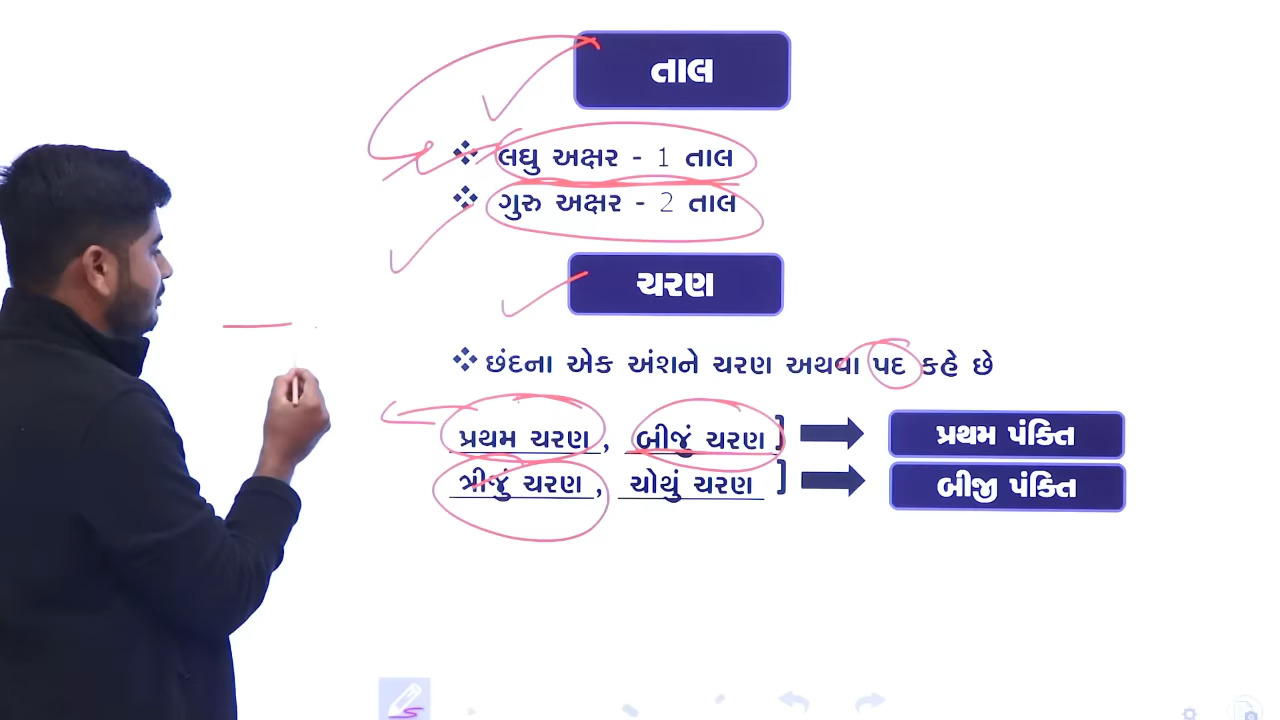 તાલ
❖ લઘુ અક્ષર - 1 તાલ
❖ ગુરુ અક્ષર - 2 તાલ
ચરણ
❖ છંદના એક અંશને ચરણ અથવા પદ કહે છે
પ્રથમ ચરણ, બીજું ચરણ] પ્રથમ પંક્તિ
ત્રીજું ચરણ, ચોથું ચરણ] બીજી પંક્તિ